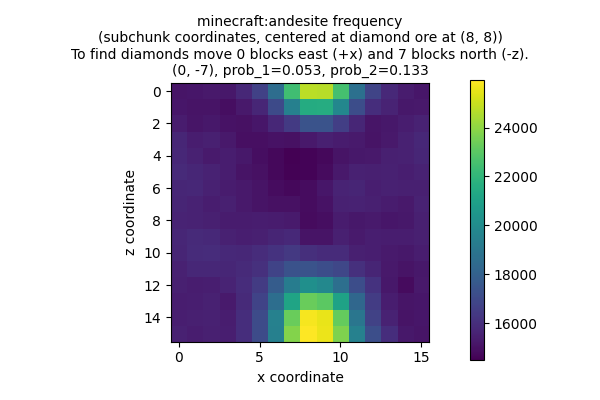 minecraft:andesite frequency
(subchunk coordinates, centered at diamond ore at (8, 8))
To find diamonds move 0 blocks east (+x) and 7 blocks north (-z).
(0, -7), prob_1=0.053, prob_2=0.133
0
2
4
6
8
10
12
14
z coordinate
0 5 10 15
x coordinate
24000
22000
20000
18000
16000